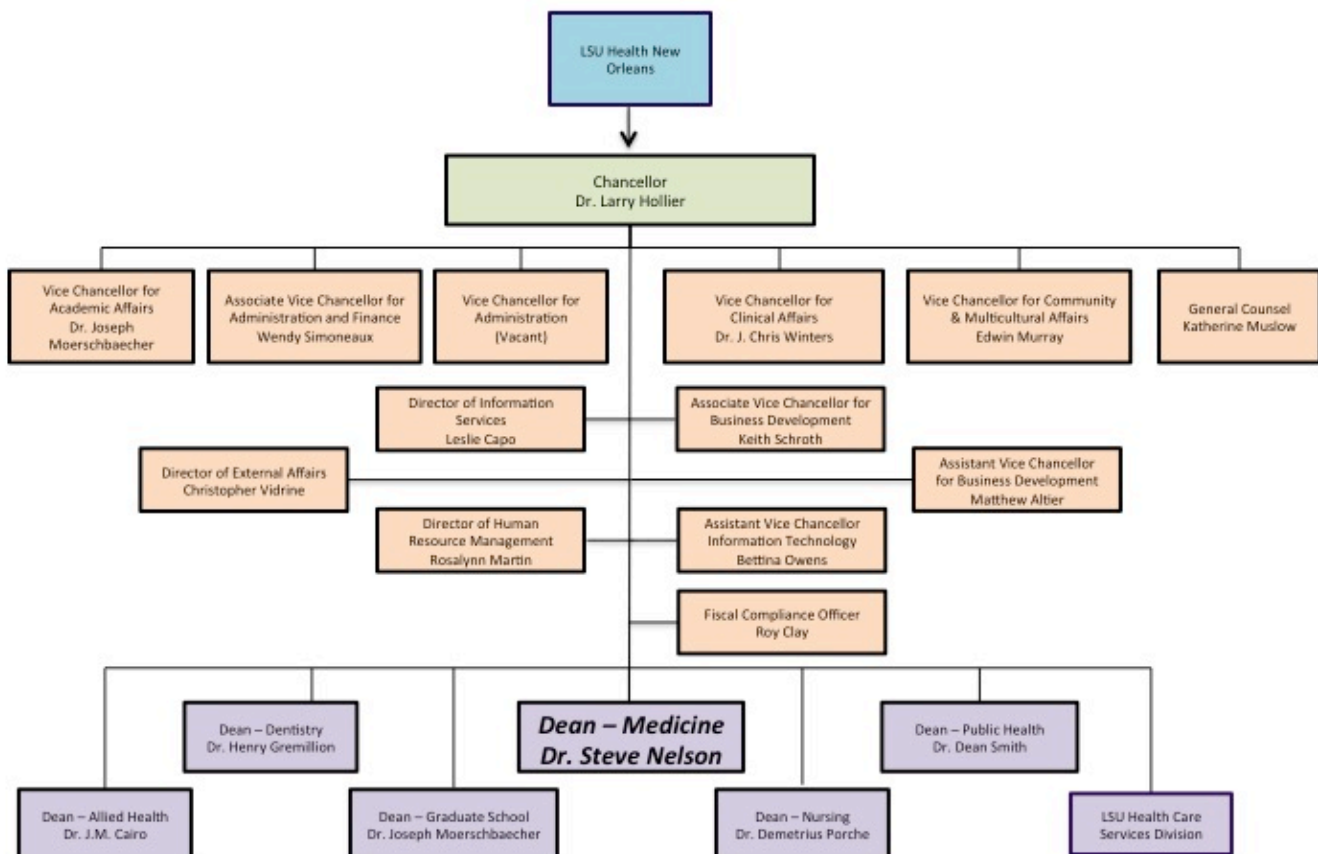 LSU Health New
Orleans
Chancellor
Dr. Larry Hollier
Vice Chancellor for
Academic Affairs
Dr. Joseph
Moerschbaecher
Associate Vice Chancellor for
Administration and Finance
Wendy Simoneaux
Vice Chancellor for
Administration
(Vacant)
Vice Chancellor for
Clinical Affairs
Dr. J. Chris Winters
Vice Chancellor for Community
& Multicultural Affairs
Edwin Murray
General Counsel
Katherine Muslow
Director of Information
Services
Leslie Capo
Associate Vice Chancellor for
Business Development
Keith Schroth
Director of External Affairs
Christopher Vidrine
Assistant Vice Chancellor
for Business Development
Matthew Altier
Director of Human
Resource Management
Rosalynn Martin
Assistant Vice Chancellor
Information Technology
Bettina Owens
Fiscal Compliance Officer
Roy Clay
Dean – Dentistry
Dr. Henry Gremillion
Dean – Medicine
Dr. Steve Nelson
Dean – Public Health
Dr. Dean Smith
Dean – Allied Health
Dr. J.M. Cairo
Dean – Graduate School
Dr. Joseph Moerschbaecher
Dean – Nursing
Dr. Demetrius Porche
LSU Health Care
Services Division